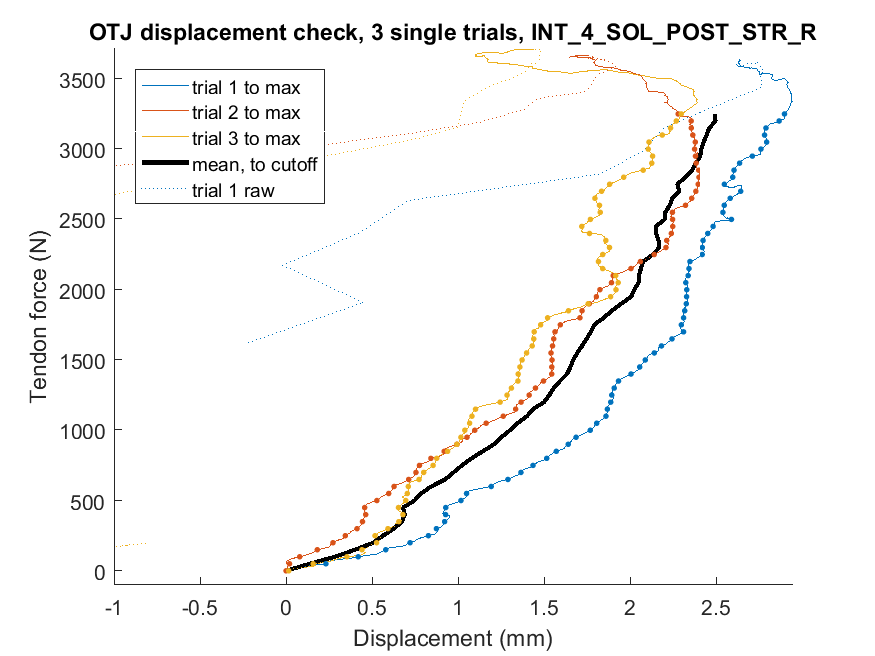 OTJ displacement check, 3 single trials, INT_4_SOL_POST_STR_R
trial 1 to max
trial 2 to max
trial 3 to max
mean, to cutoff
trial 1 raw
3500
3000
2500
2000
1500
1000
500
0
Tendon force (N)
-1 -0.5 0 0.5 1 1.5 2 2.5
Displacement (mm)